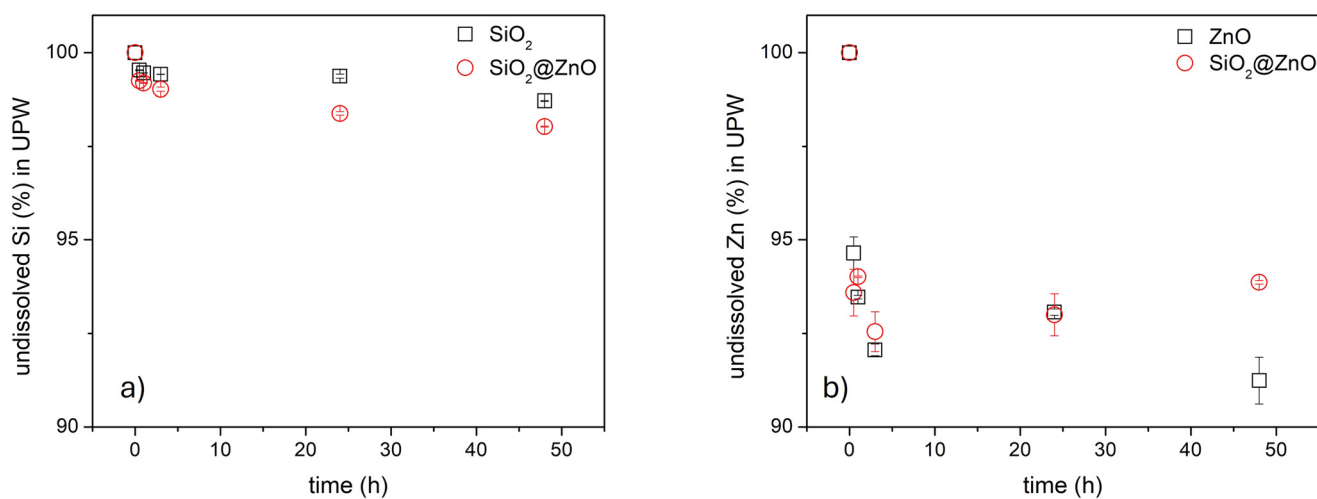 SiO2
SiO2@ZnO
100
95
90
undissolved Si (%) in UPW
a)
0
10
20
30
40
50
time (h)
ZnO
SiO2@ZnO
100
95
90
undissolved Zn (%) in UPW
b)
0
10
20
30
40
50
time (h)